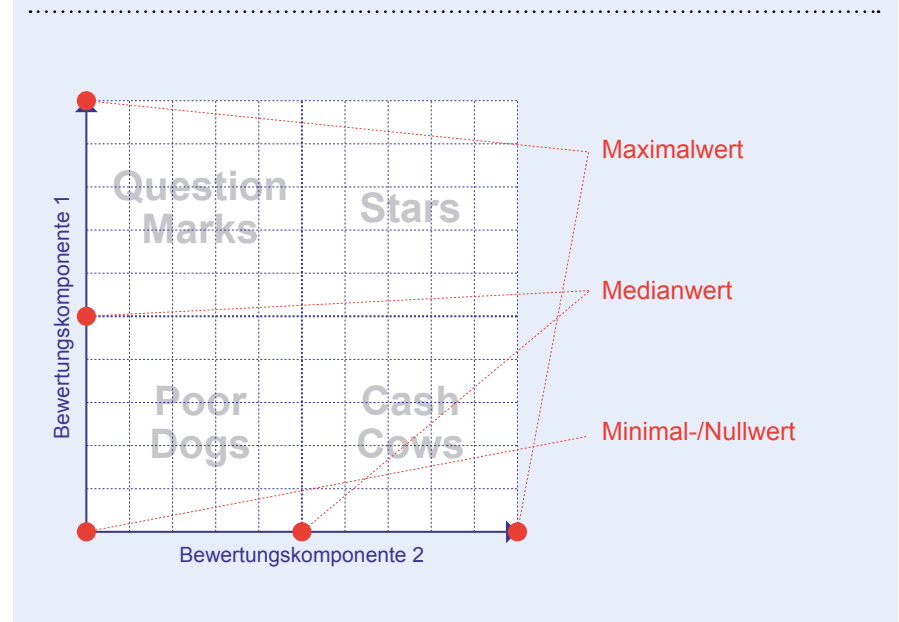 Maximalwert
Question
Marks
Stars
Bewertungskomponente 1
Medianwert
Poor
Dogs
Cash
Cows
Minimal-/Nullwert
Bewertungskomponente 2